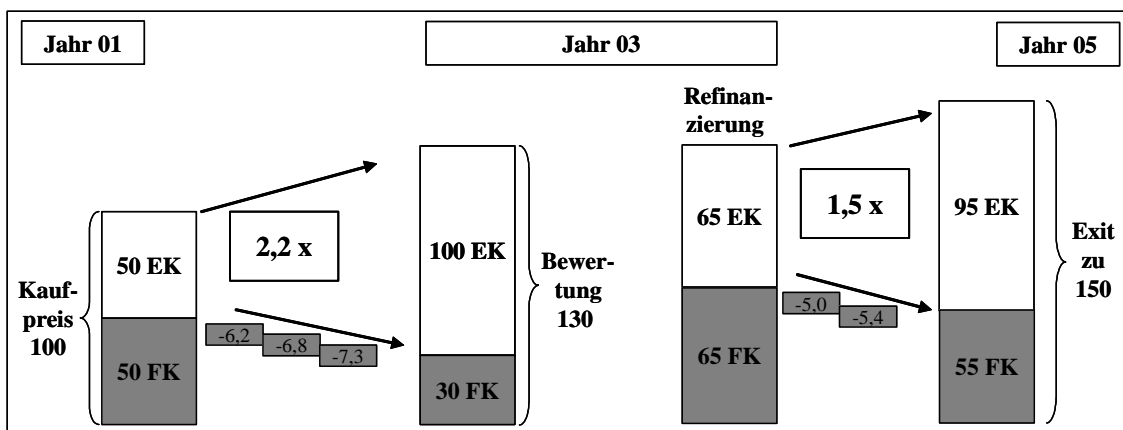 Jahr 01
Jahr 03
Jahr 05
Kauf-
preis
100
50 EK
50 FK
2,2 x
-6,2
-6,8
-7,3
100 EK
30 FK
Bewer-
tung
130
Refinan-
zierung
65 EK
65 FK
1,5 x
-5,0
-5,4
95 EK
55 FK
Exit
zu
150